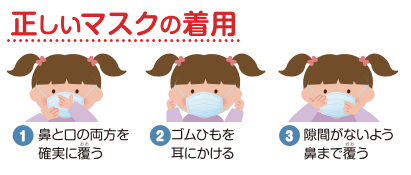 正しいマスクの着用
1 鼻と口の両方を
確実に覆う
2 ゴムひもを
耳にかける
3 隙間がないよう
鼻まで覆う